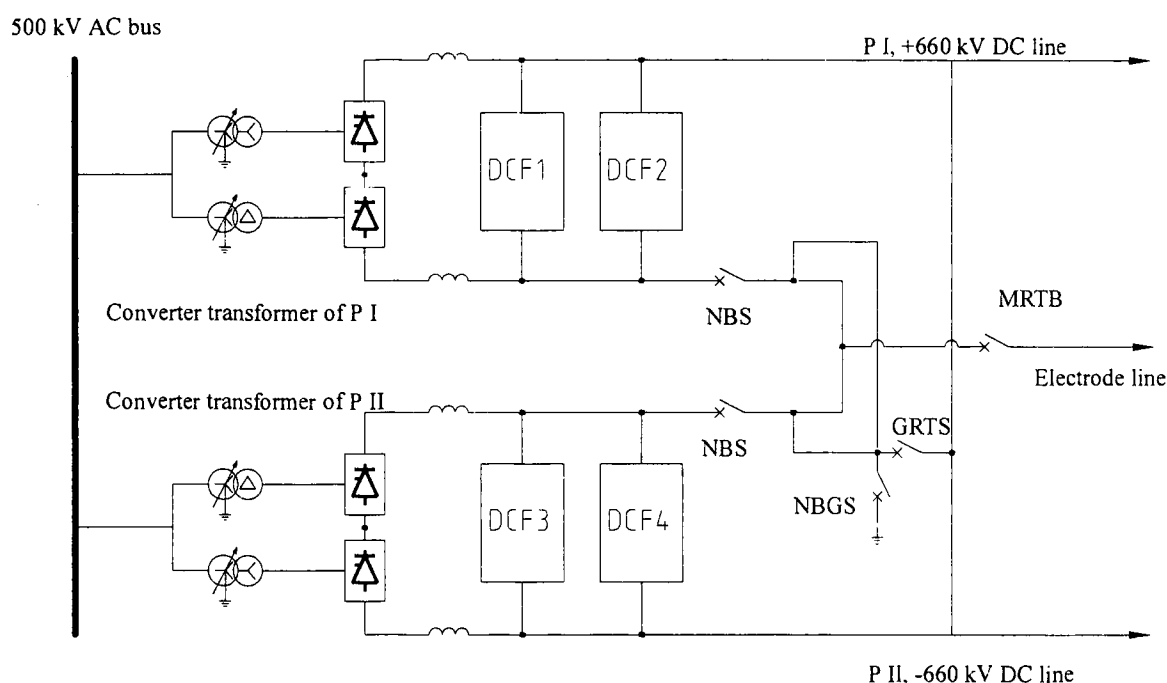 500 kV AC bus
P I, +660 kV DC line
DCF1
DCF2
Converter transformer of P I
NBS
MRTB
Electrode line
Converter transformer of P II
NBS
GRTS
NBGS
DCF3
DCF4
P II, -660 kV DC line